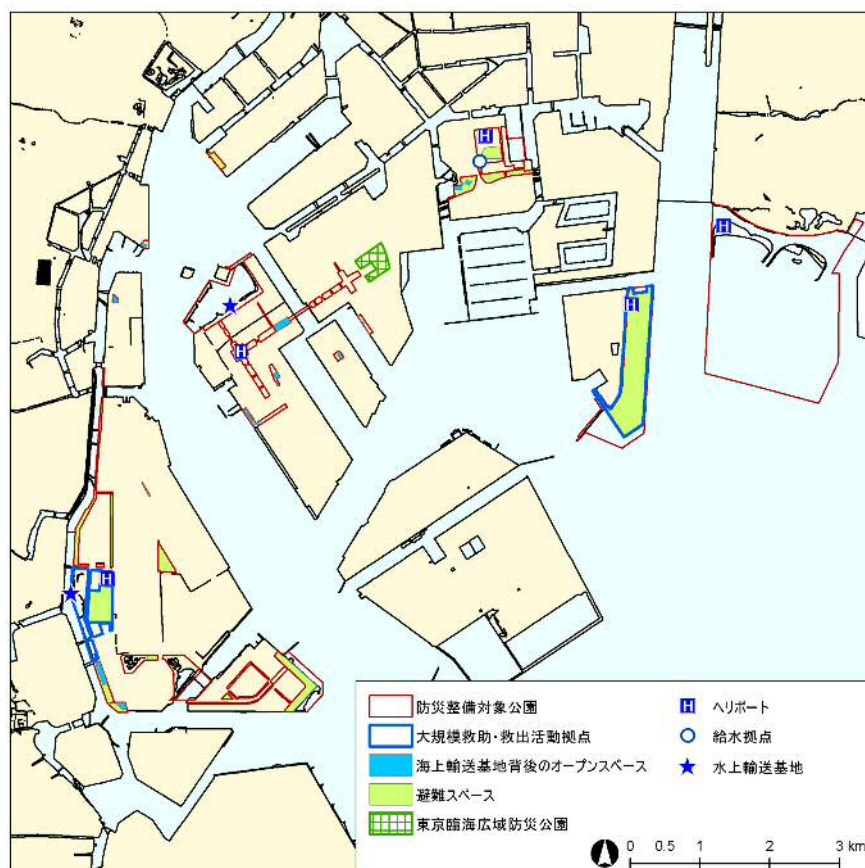 H
H
H
H
H
防災整備対象公園
大規模救助・救出活動拠点
海上輸送基地背後のオープンスペース
避難スペース
東京臨海広域防災公園
H ヘリポート
給水拠点
水上輸送基地
0 0.5 1 2 3 km